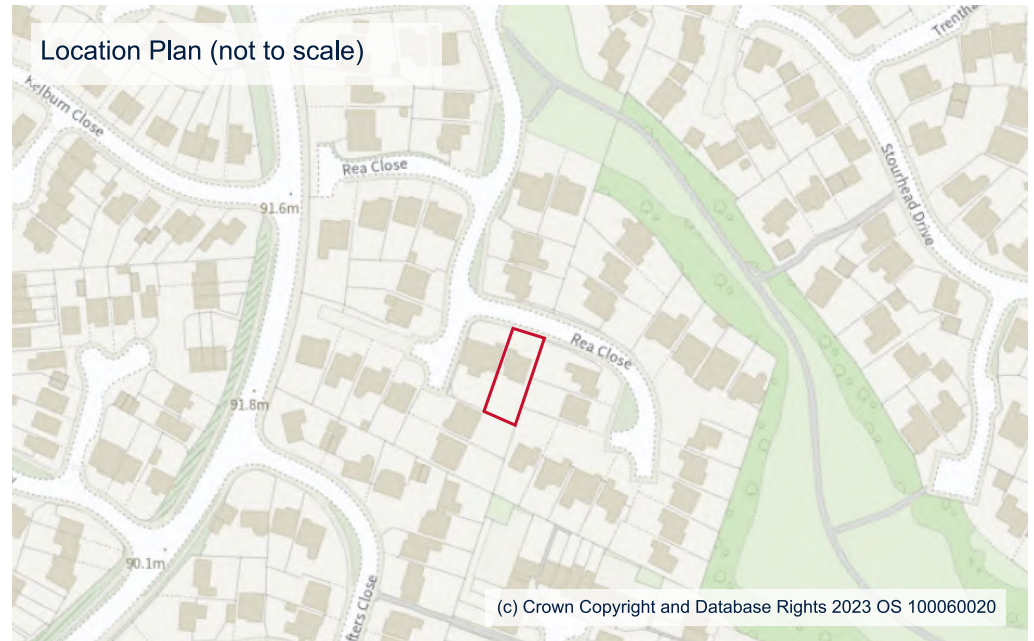 Location Plan (not to scale)
Kelburn Close
Rea Close
91.6m
Stourhead Drive
Rea Close
91.8m
90.1m
Close
(c) Crown Copyright and Database Rights 2023 OS 100060020